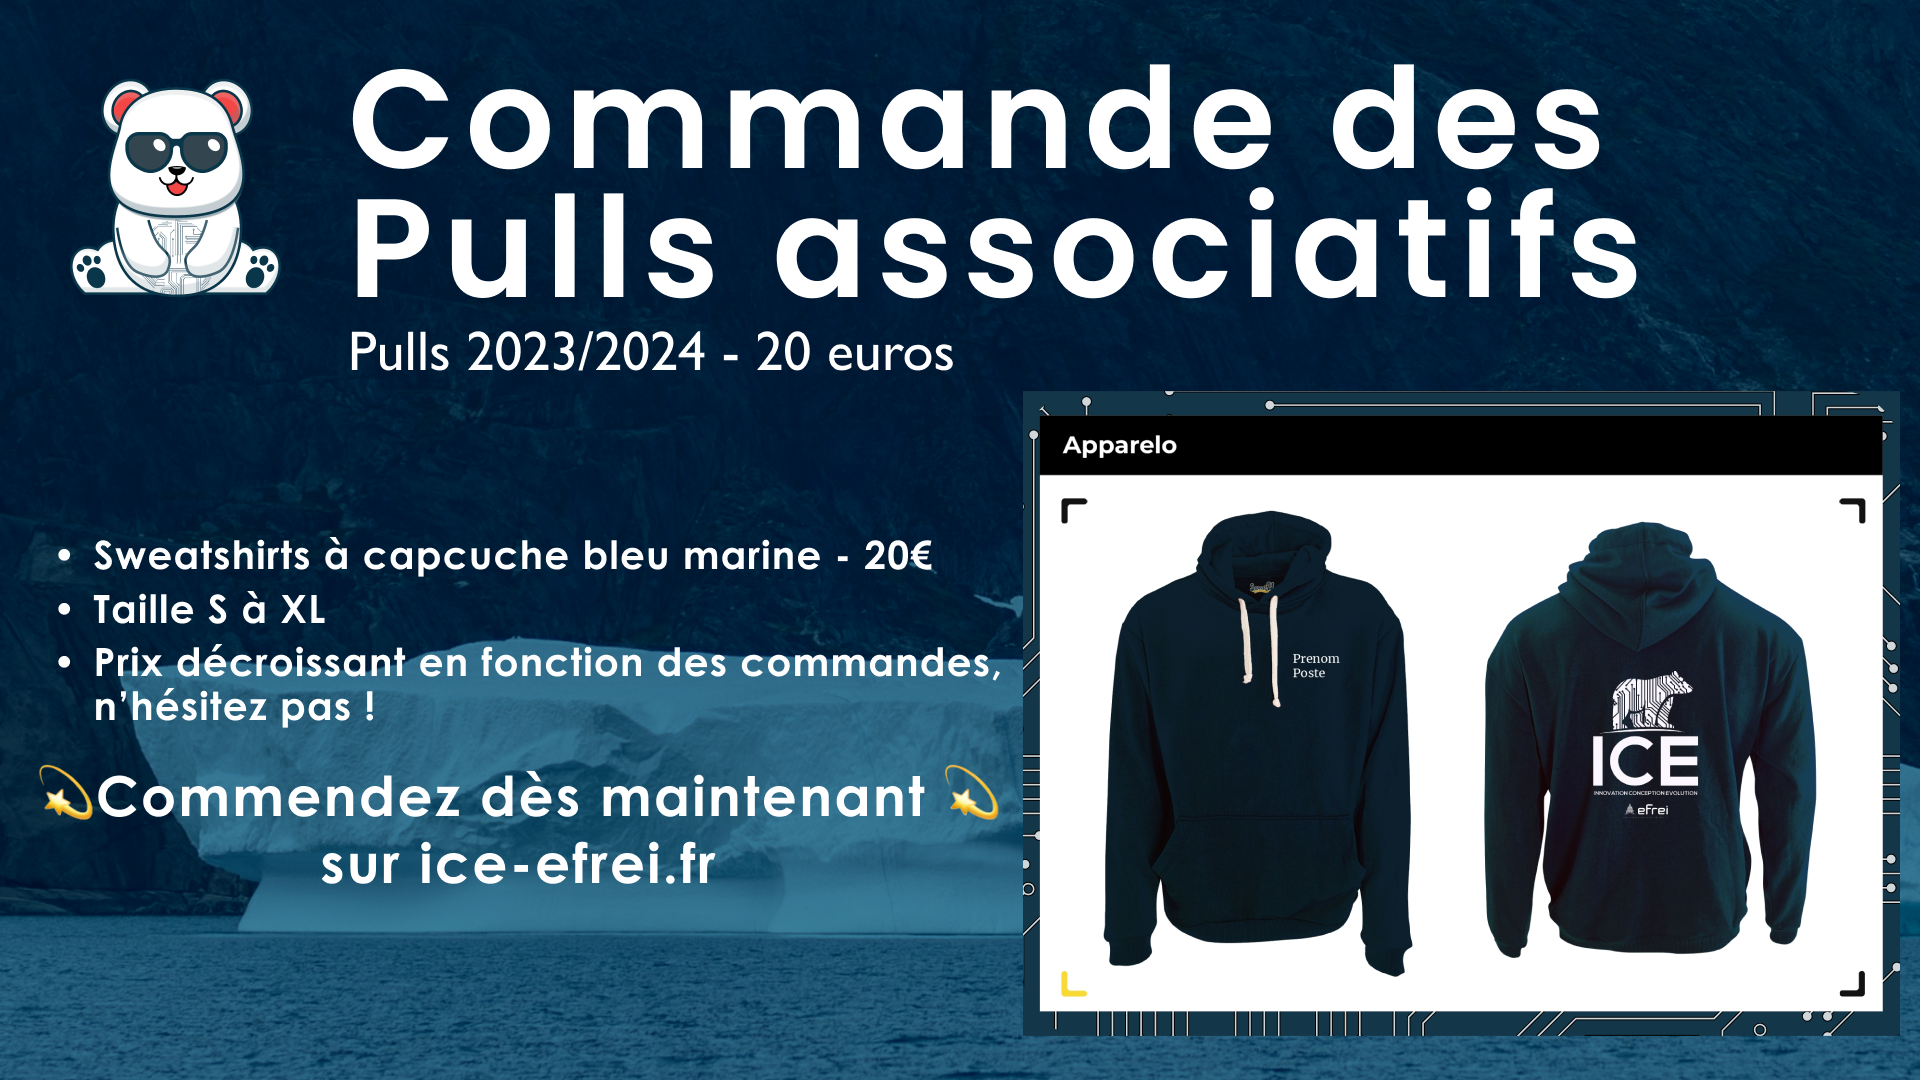 Commande des
Pulls associatifs
Pulls 2023/2024 - 20 euros
• Sweatshirts à capcuche bleu marine - 20€
• Taille S à XL
• Prix décroissant en fonction des commandes,
n’hésitez pas !
💫Commendez dès maintenant 💫
sur ice-efrei.fr
Apparelo
Prenom
Poste
ICE
INNOVATION CONCEPTION EVOLUTION
efrei